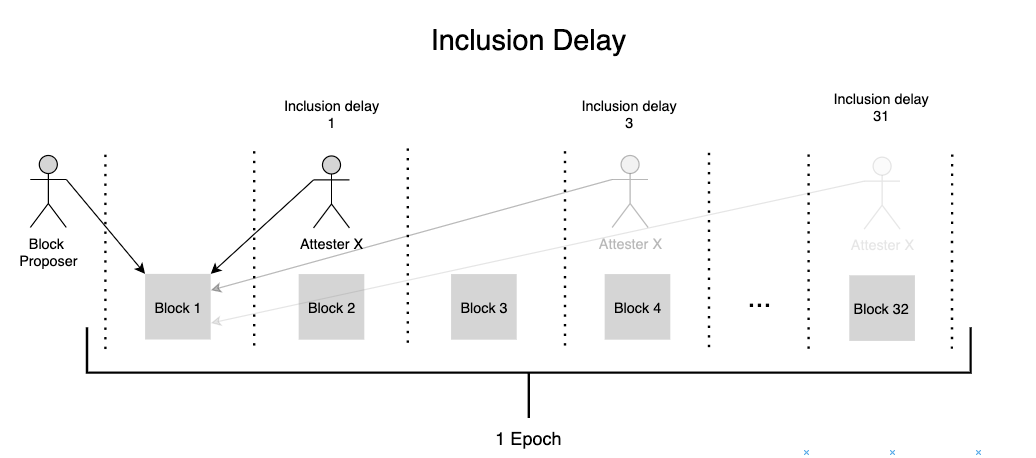 Inclusion Delay
Inclusion delay
1
Inclusion delay
3
Inclusion delay
31
Block
Proposer
Attester X
Attester X
Attester X
Block 1
Block 2
Block 3
Block 4
...
Block 32
1 Epoch